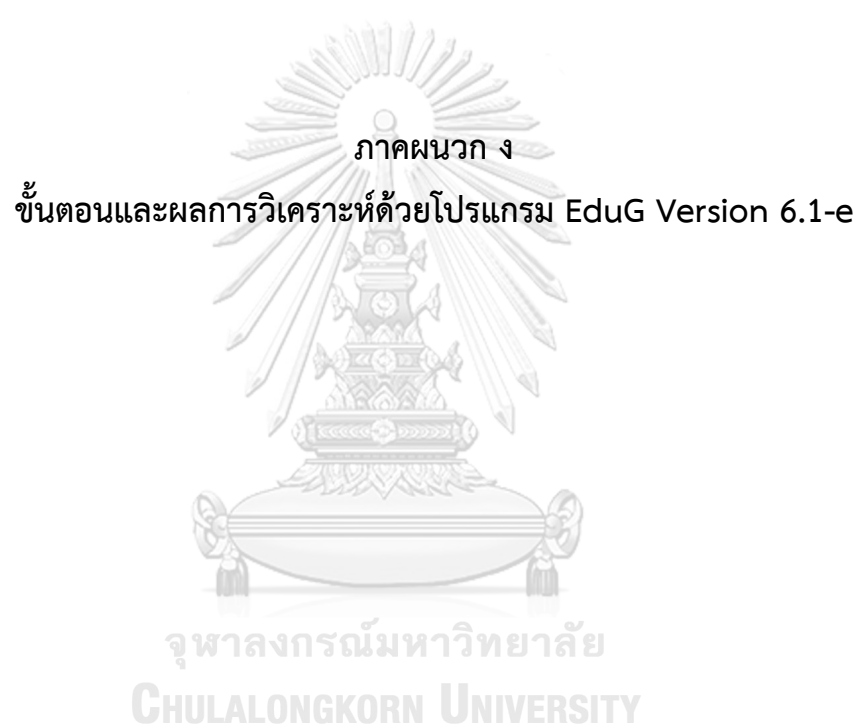 ภาคผนวก ง
ขั้นตอนและผลการวิเคราะห์ด้วยโปรแกรม EduG Version 6.1-e
จุฬาลงกรณ์มหาวิทยาลัย
CHULALONGKORN UNIVERSITY